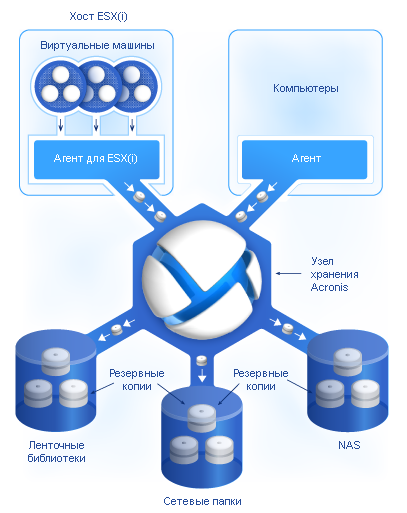 Хост ESX(i)
Виртуальные машины
Компьютеры
Агент для ESX(i)
Агент
Узел
хранения
Acronis
Резервные
копии
Резервные
копии
Ленточные
библиотеки
NAS
Сетевые папки